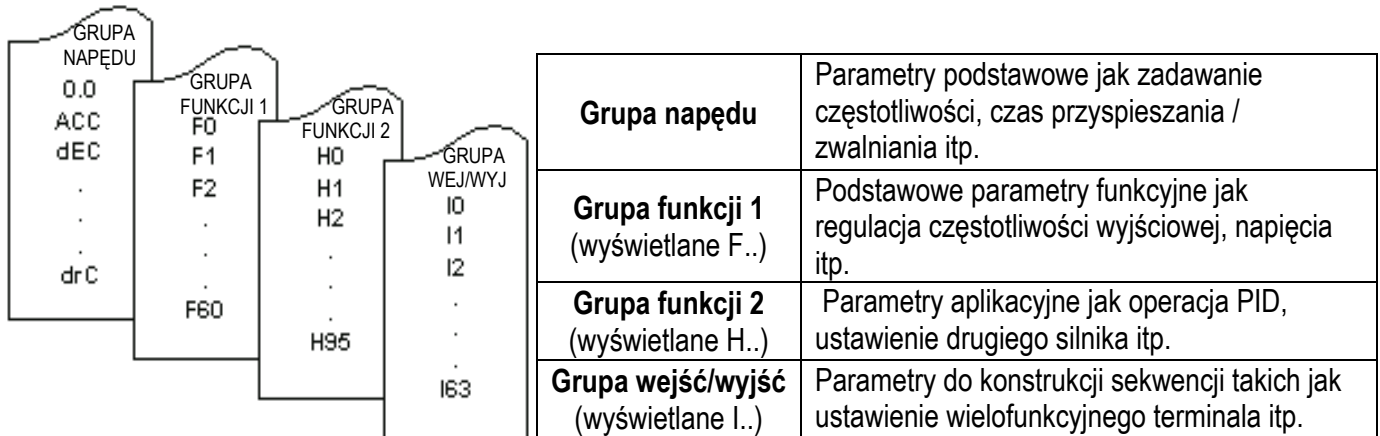 GRUPA
NAPĘDU
0.0
ACC
dEC
.
.
.
drC
GRUPA
FUNKCJI 1
F0
F1
F2
.
.
.
F60
GRUPA
FUNKCJI 2
H0
H1
H2
.
.
.
H95
GRUPA
WEJ/WYJ
I0
I1
I2
.
.
.
I63
Grupa napędu
Parametry podstawowe jak zadawanie
częstotliwości, czas przyspieszania /
zwalniania itp.
Grupa funkcji 1
(wyświetlane F..)
Podstawowe parametry funkcyjne jak
regulacja częstotliwości wyjściowej, napięcia
itp.
Grupa funkcji 2
(wyświetlane H..)
Parametry aplikacyjne jak operacja PID,
ustawienie drugiego silnika itp.
Grupa wejść/wyjść
(wyświetlane I..)
Parametry do konstrukcji sekwencji takich jak
ustawienie wielofunkcyjnego terminala itp.